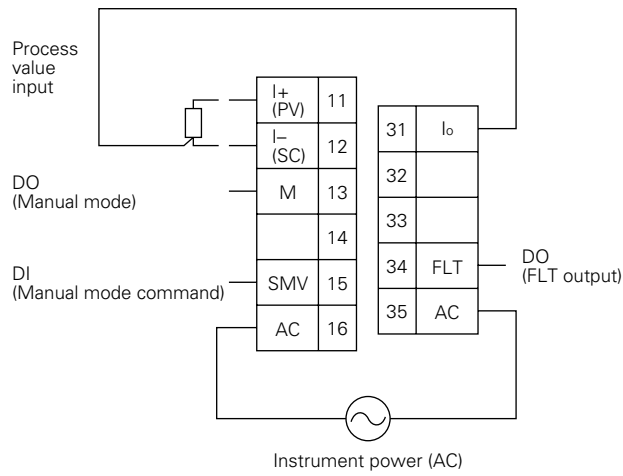 Process
value
input
I+
(PV)
11
I–
(SC)
12
DO
(Manual mode)
M
13
14
DI
(Manual mode command)
SMV
15
AC
16
31
Io
32
33
34
FLT
DO
(FLT output)
35
AC
Instrument power (AC)